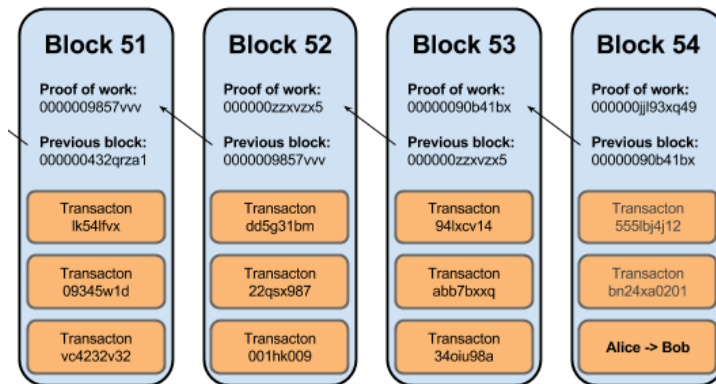 Block 51
Proof of work:
0000009857vvv
Previous block:
000000432qrza1
Transacton
lk54lfvx
Transacton
09345w1d
Transacton
vc4232v32
Block 52
Proof of work:
000000zzxvzx5
Previous block:
0000009857vvv
Transacton
dd5g31bm
Transacton
22qsx987
Transacton
001hk009
Block 53
Proof of work:
00000090b41bx
Previous block:
000000zzxvzx5
Transacton
94lxcv14
Transacton
abb7bxxq
Transacton
34oiu98a
Block 54
Proof of work:
000000jjl93xq49
Previous block:
00000090b41bx
Transacton
555lbj4j12
Transacton
bn24xa0201
Alice -> Bob